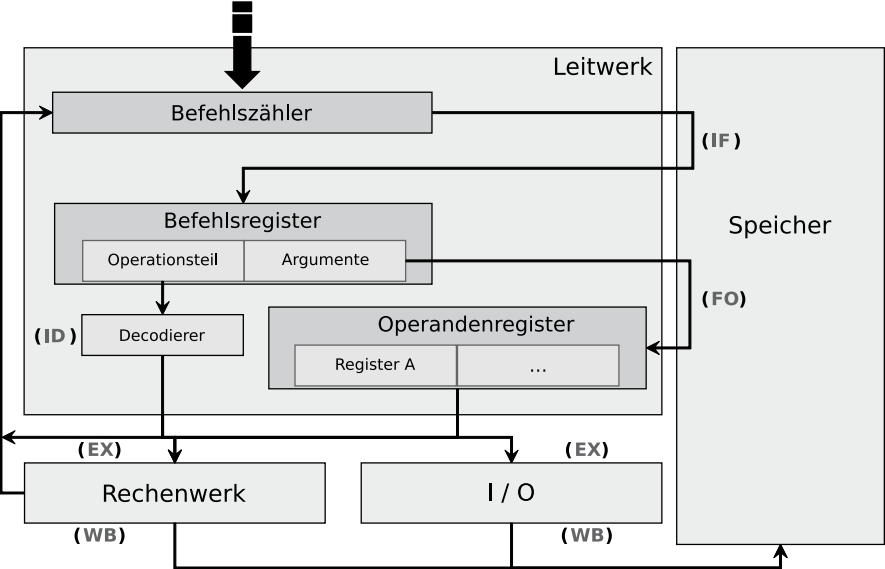 Leitwerk
Befehlszähler
(IF)
Befehlsregister
Speicher
Operationsteil
Argumente
(FO)
Operandenregister
(ID)
Decodierer
Register A
...
(EX)
(EX)
Rechenwerk
I / O
(WB)
(WB)